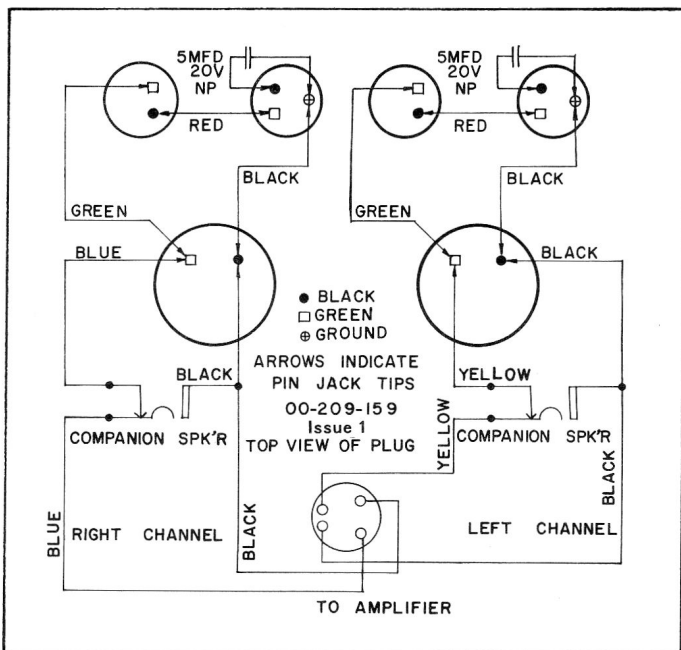 5MFD
20V
NP
RED
BLACK
GREEN
BLUE
5MFD
20V
NP
RED
BLACK
GREEN
BLACK
BLACK
GREEN
GROUND
ARROWS INDICATE
PIN JACK TIPS
00-209-159
Issue 1
TOP VIEW OF PLUG
BLACK
COMPANION SPK'R
YELLOW
COMPANION SPK'R
YELLOW
BLACK
BLUE
RIGHT CHANNEL
BLACK
LEFT CHANNEL
TO AMPLIFIER